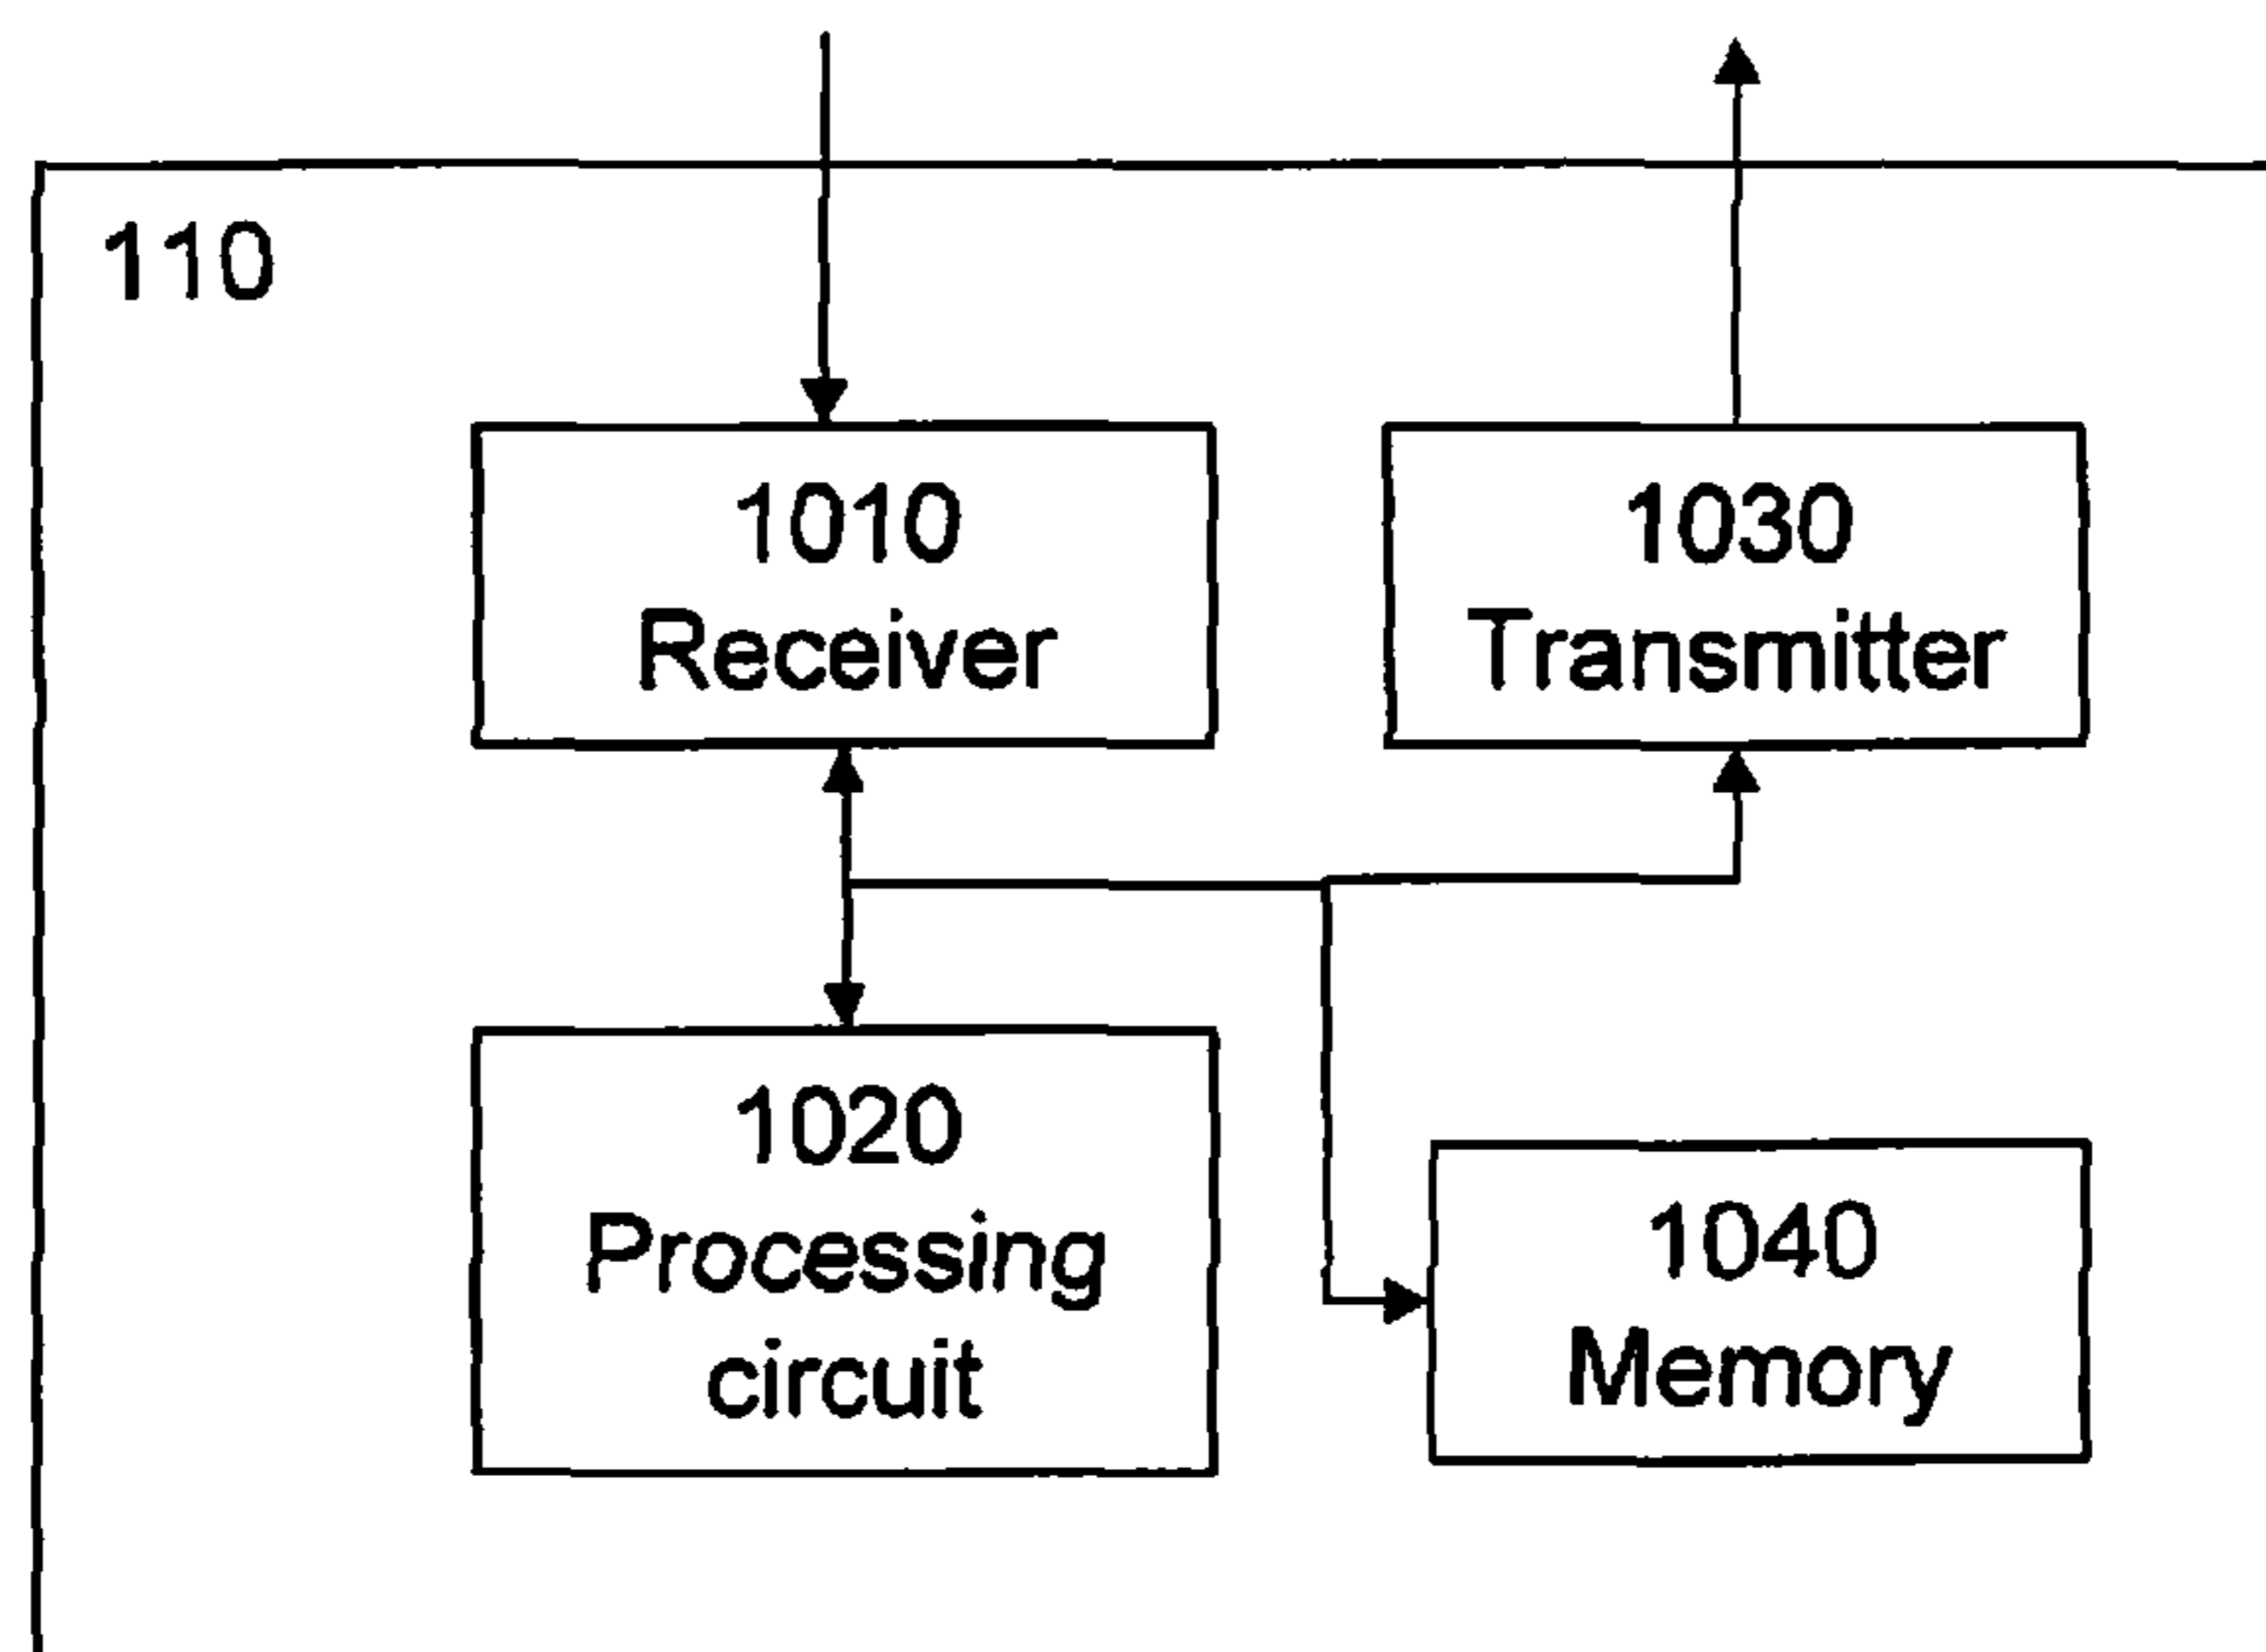 110
1010
Receiver
1030
Transmitter
1020
Processing
circuit
1040
Memory